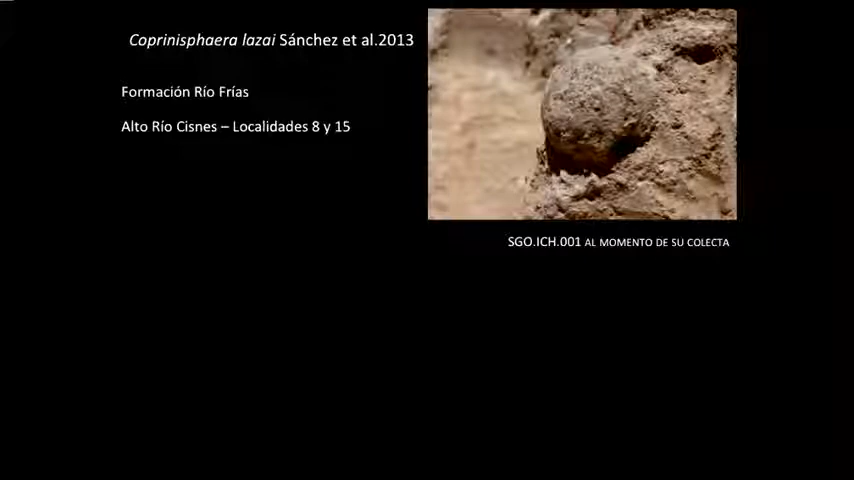 Coprinisphaera lazai Sánchez et al.2013
Formación Río Frías
Alto Río Cisnes – Localidades 8 y 15
SGO.ICH.001 AL MOMENTO DE SU COLECTA